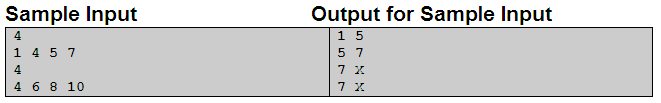 Sample Input Output for Sample Input
4 1 5
1 4 5 7 5 7
4 7 X
4 6 8 10 7 X